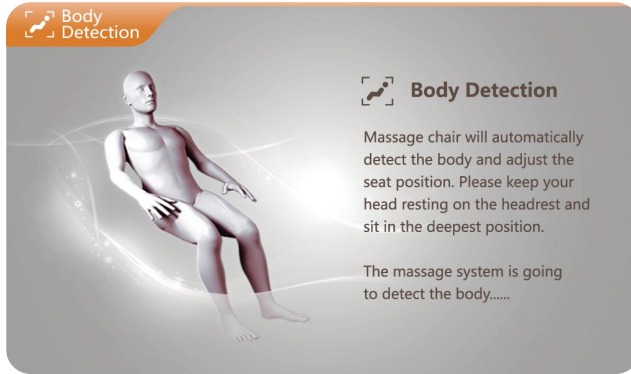 Body
Detection
Body Detection
Massage chair will automatically
detect the body and adjust the
seat position. Please keep your
head resting on the headrest and
sit in the deepest position.
The massage system is going
to detect the body......